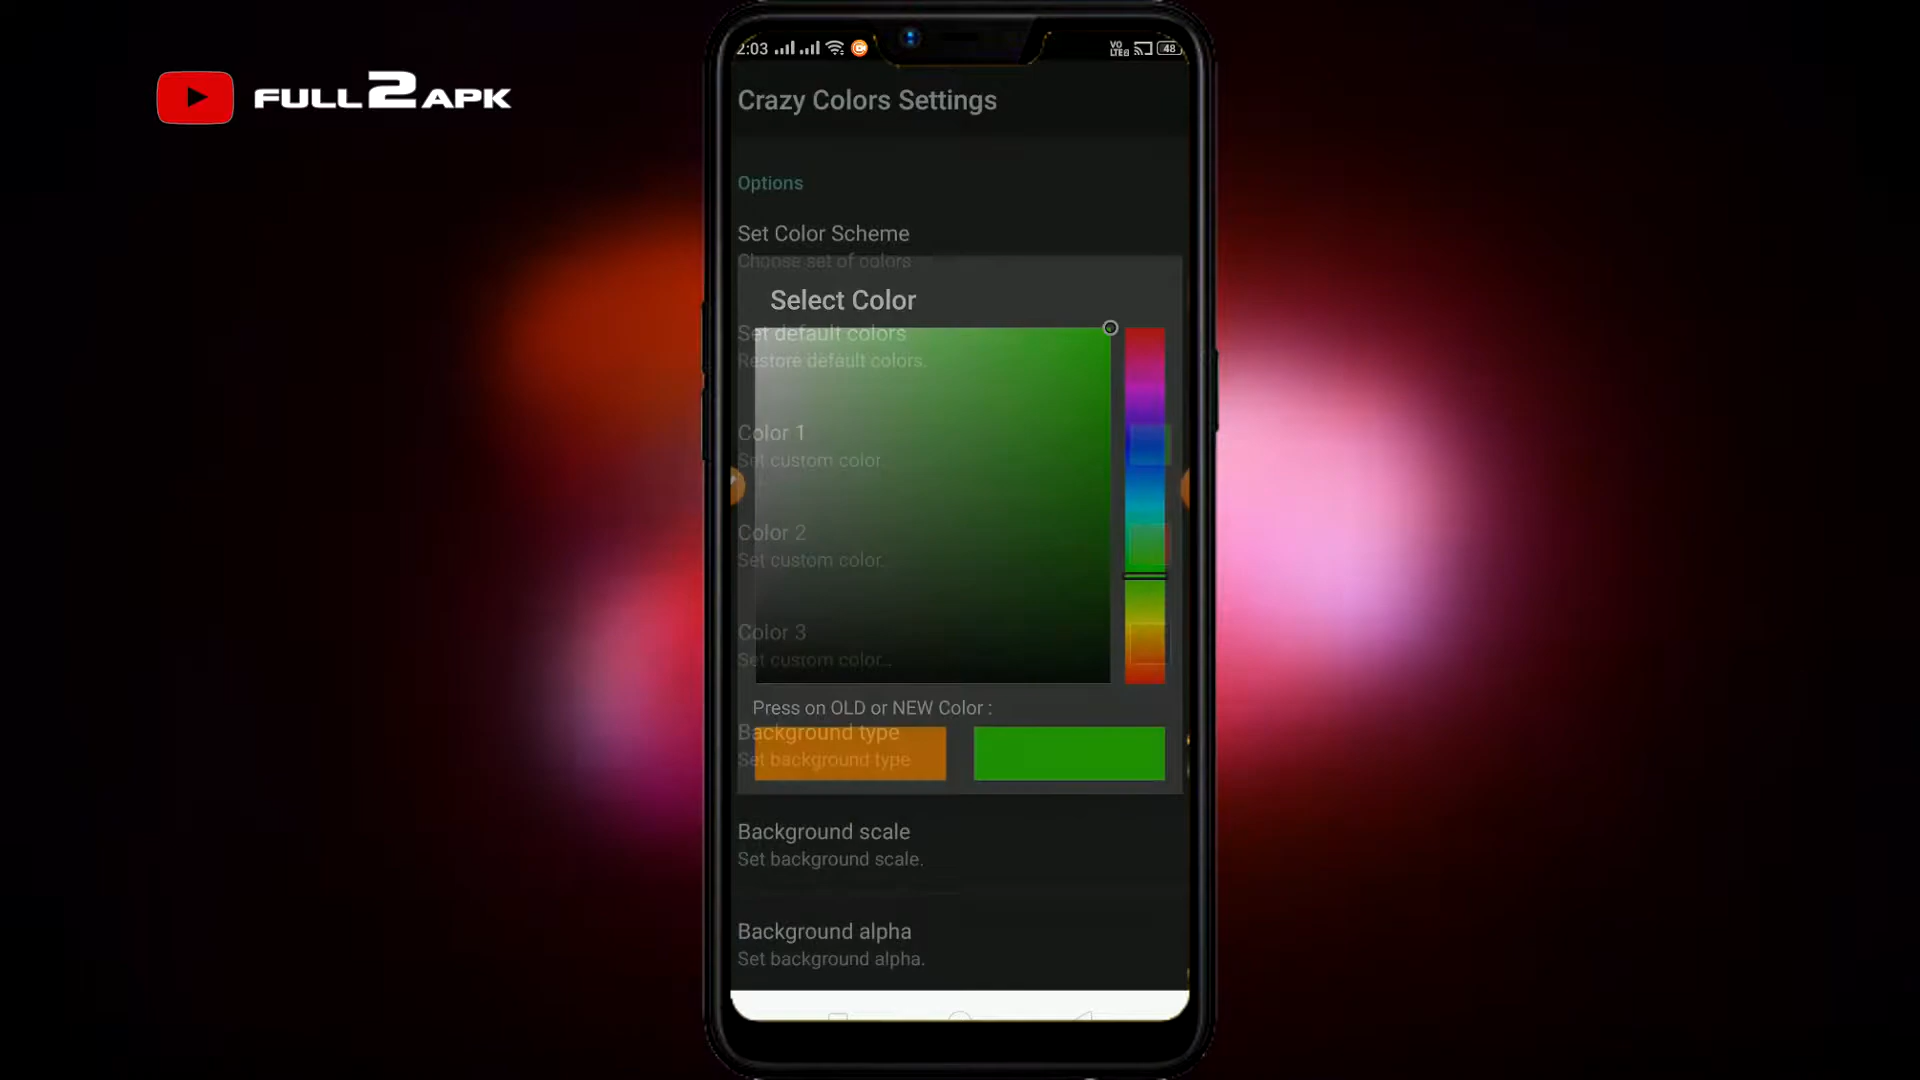 FULL2APK
2:03
VO LTE2 48
Crazy Colors Settings
Options
Set Color Scheme
Choose set of colors
Select Color
Set default colors
Restore default colors.
Color 1
Set custom color.
Color 2
Set custom color.
Color 3
Set custom color...
Press on OLD or NEW Color :
Background type
Set background type
Background scale
Set background scale.
Background alpha
Set background alpha.